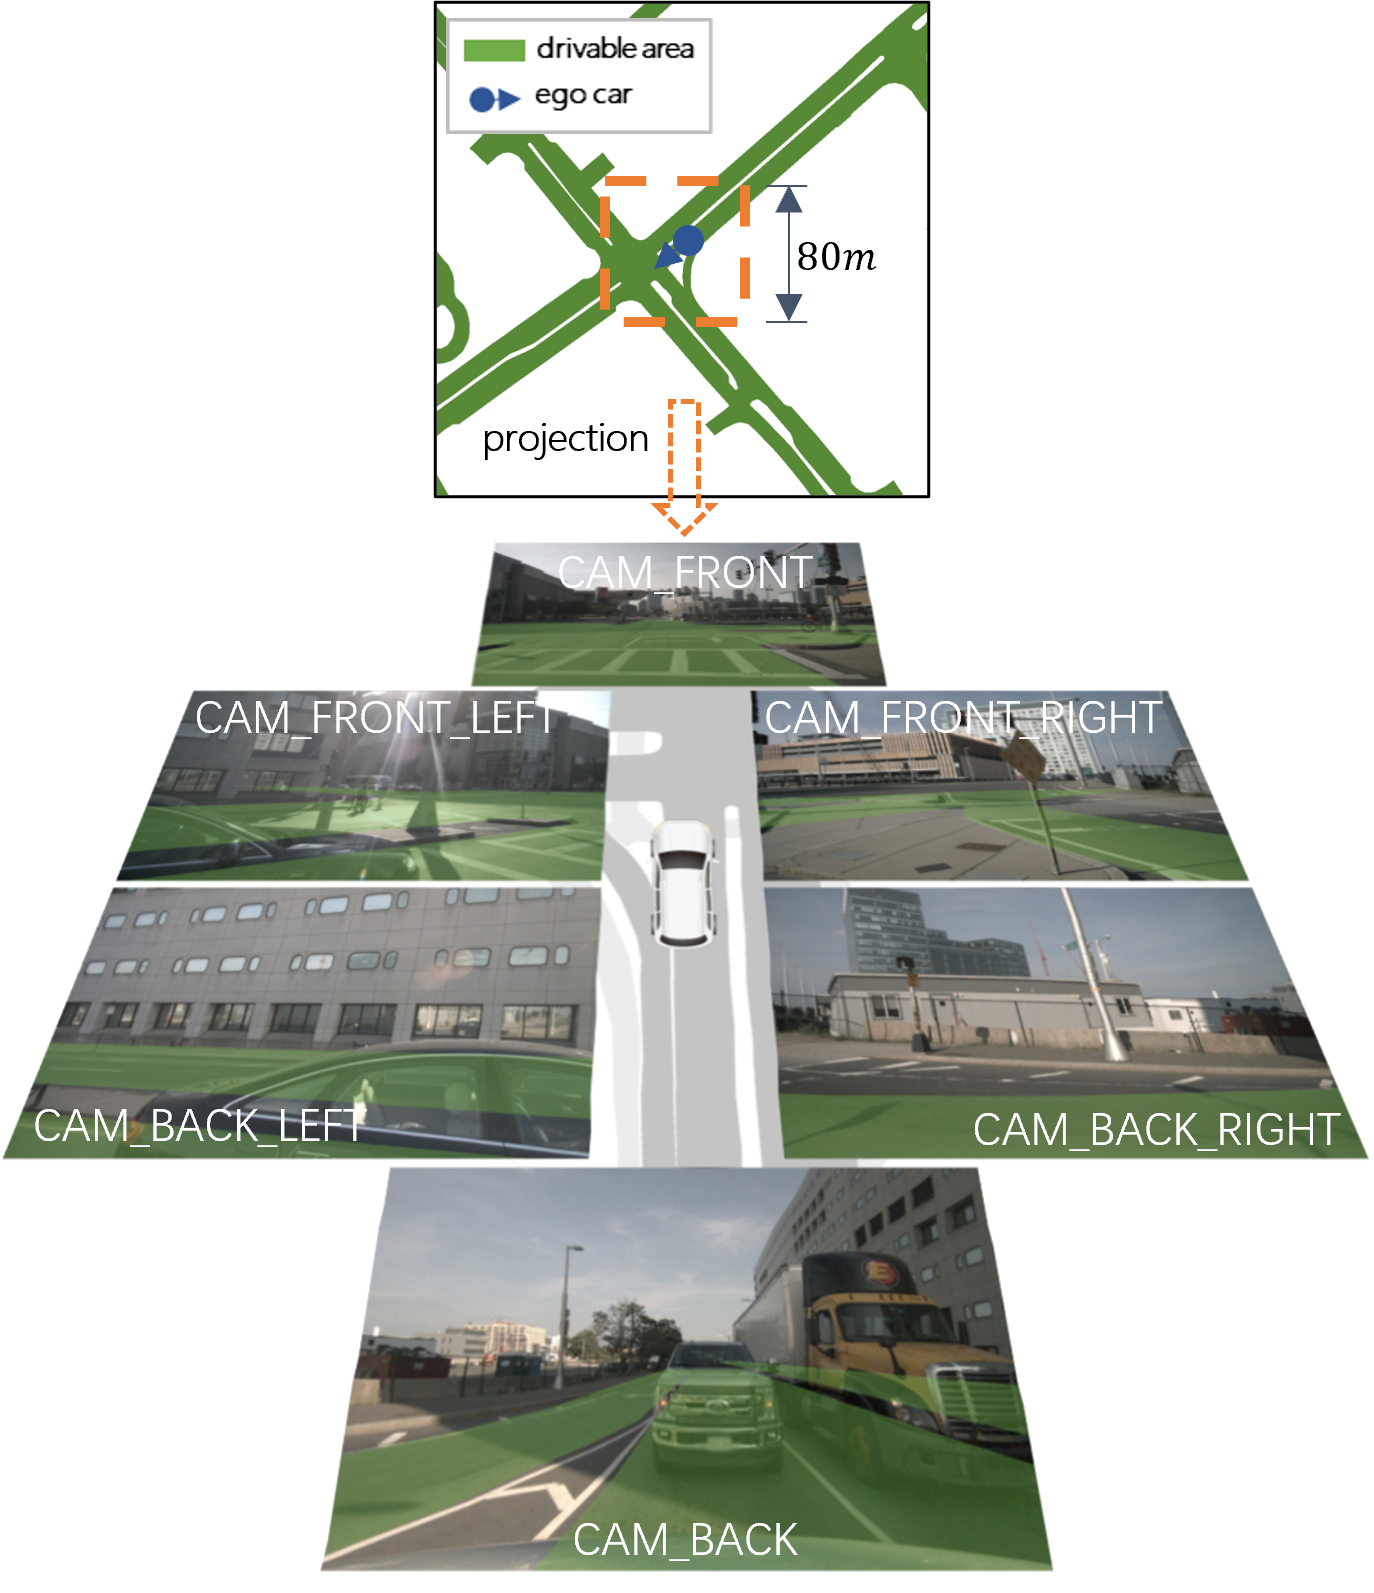 drivable area
ego car
80m
projection
CAM_FRONT
CAM_FRONT_LEFT
CAM_FRONT_RIGHT
CAM_BACK_LEFT
CAM_BACK_RIGHT
E
CAM_BACK